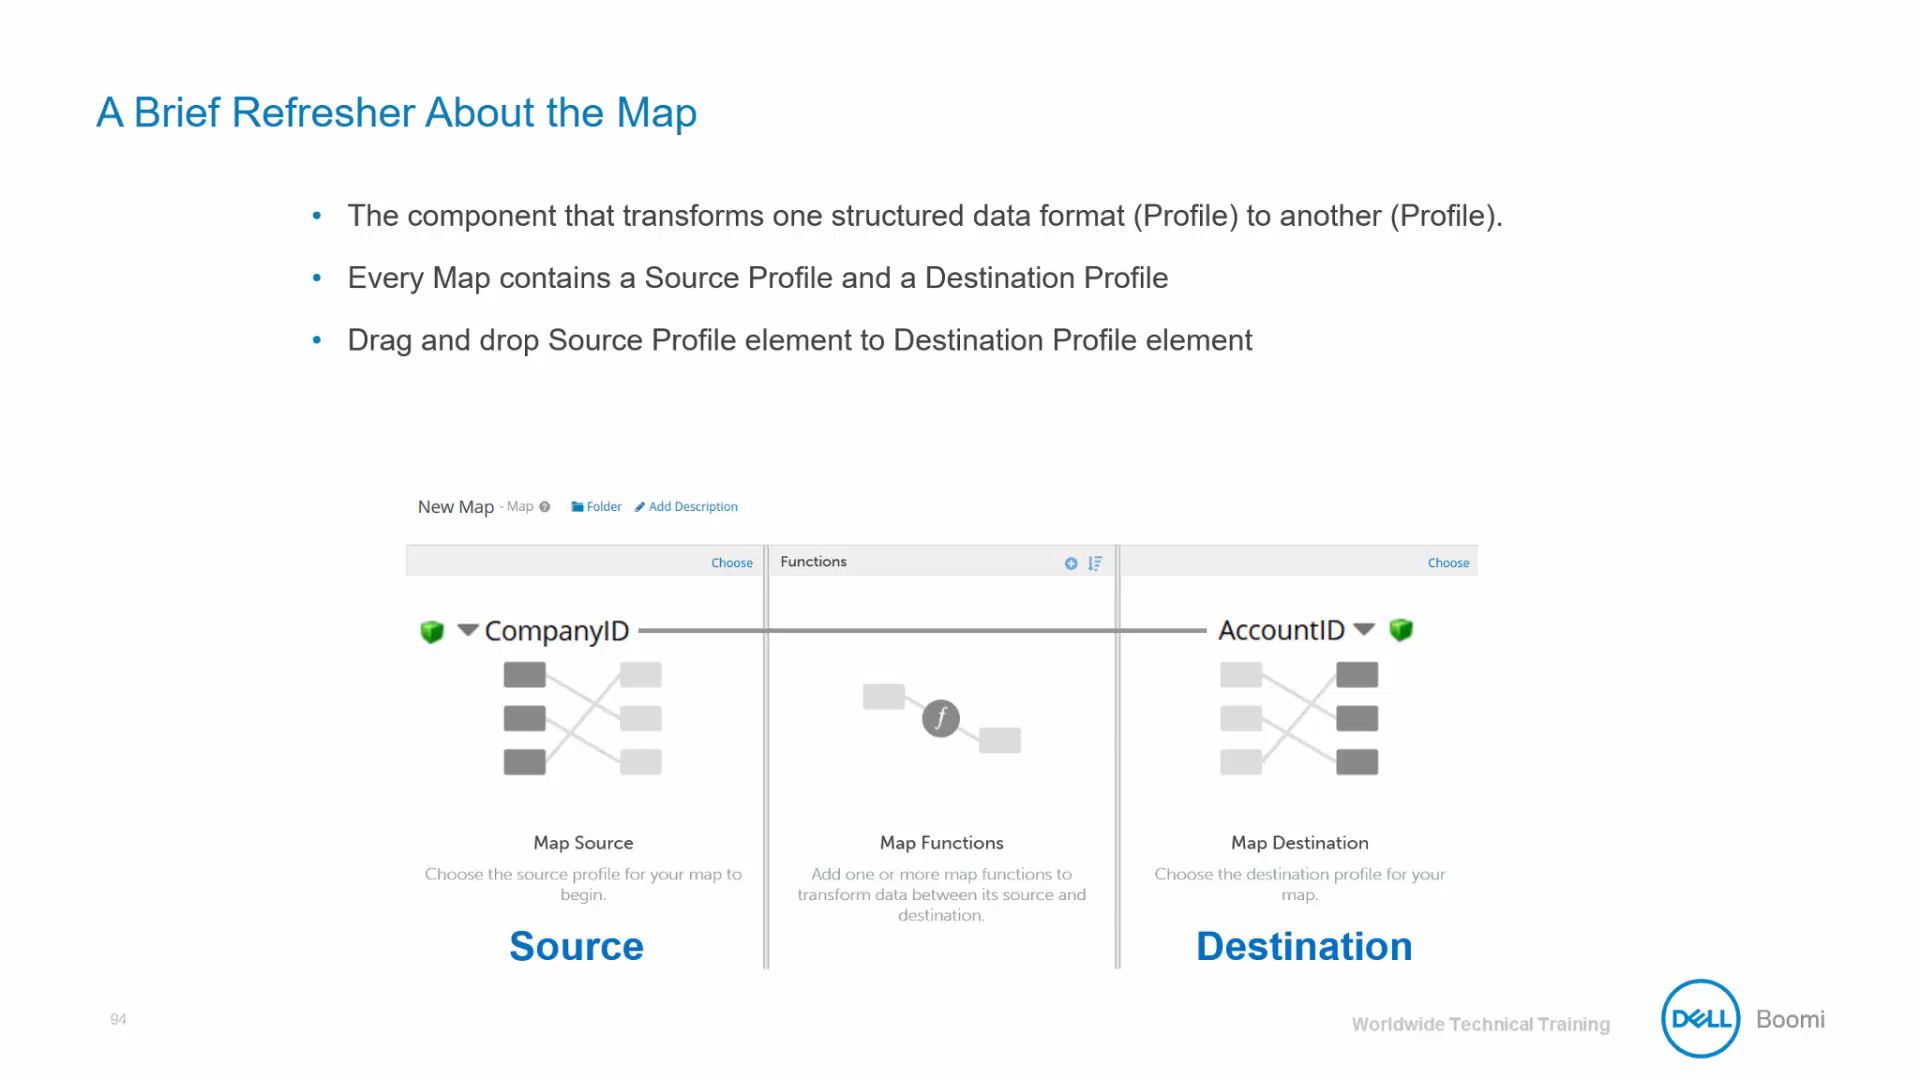 A Brief Refresher About the Map
• The component that transforms one structured data format (Profile) to another (Profile).
• Every Map contains a Source Profile and a Destination Profile
• Drag and drop Source Profile element to Destination Profile element
New Map - Map ? Folder Add Description
Choose Functions Choose
CompanyID AccountID
f
Map Source
Choose the source profile for your map to
begin.
Source
Map Functions
Add one or more map functions to
transform data between its source and
destination.
Map Destination
Choose the destination profile for your
map.
Destination
94
Worldwide Technical Training
DELL Boomi